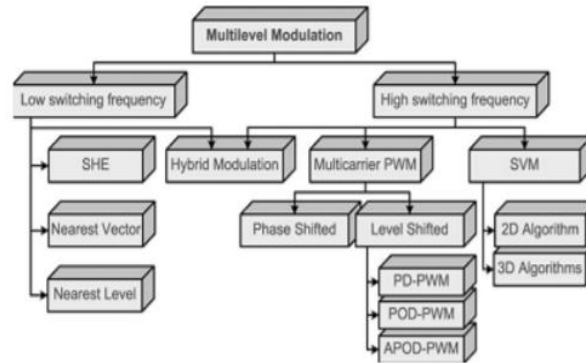 Multilevel Modulation
Low switching frequency
High switching frequency
SHE
Hybrid Modulation
Multicarrier PWM
SVM
Nearest Vector
Phase Shifted
Level Shifted
2D Algorithm
3D Algorithms
Nearest Level
PD-PWM
POD-PWM
APOD-PWM